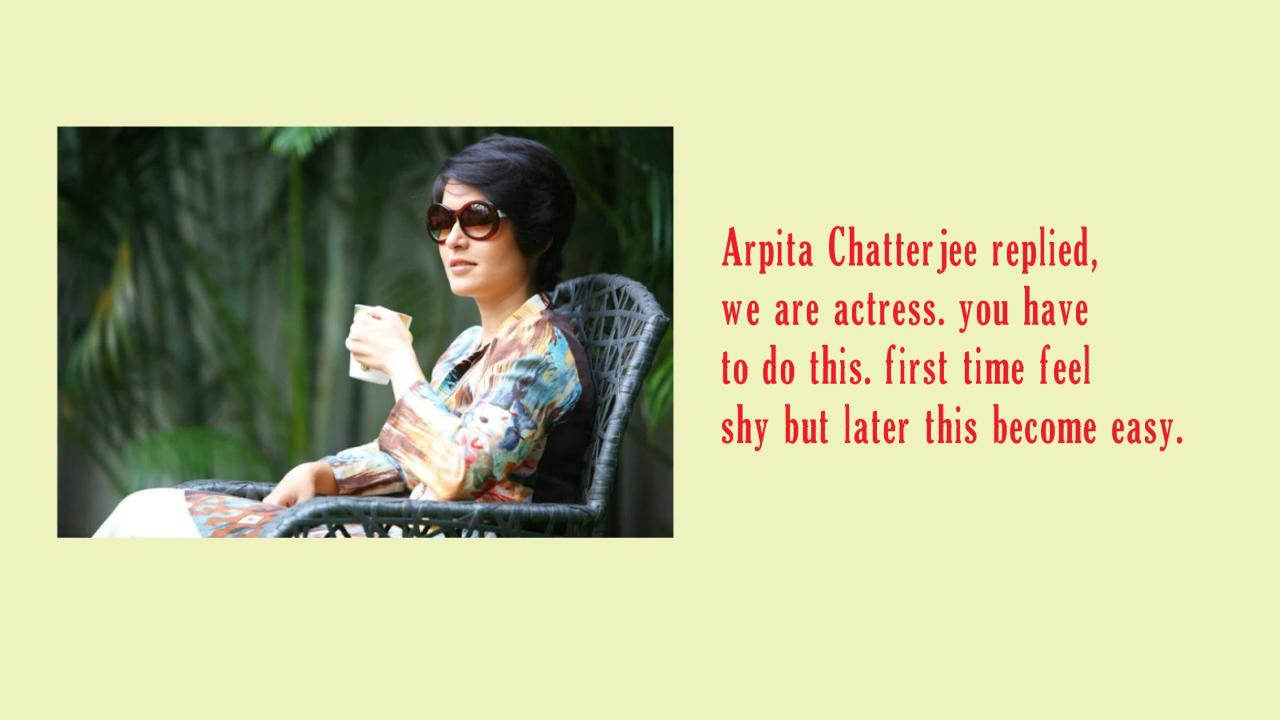 Arpita Chatterjee replied,
we are actress. you have
to do this. first time feel
shy but later this become easy.